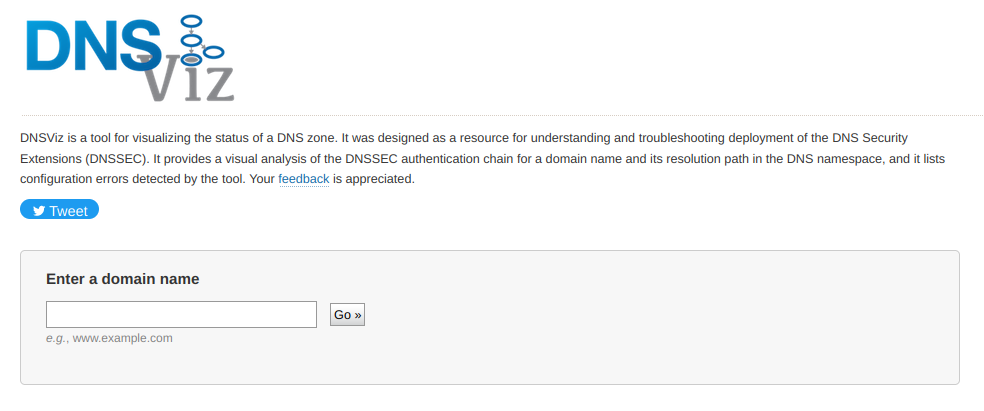 DNS
Viz
DNSViz is a tool for visualizing the status of a DNS zone. It was designed as a resource for understanding and troubleshooting deployment of the DNS Security
Extensions (DNSSEC). It provides a visual analysis of the DNSSEC authentication chain for a domain name and its resolution path in the DNS namespace, and it lists
configuration errors detected by the tool. Your feedback is appreciated.
Tweet
Enter a domain name
Go »
e.g., www.example.com